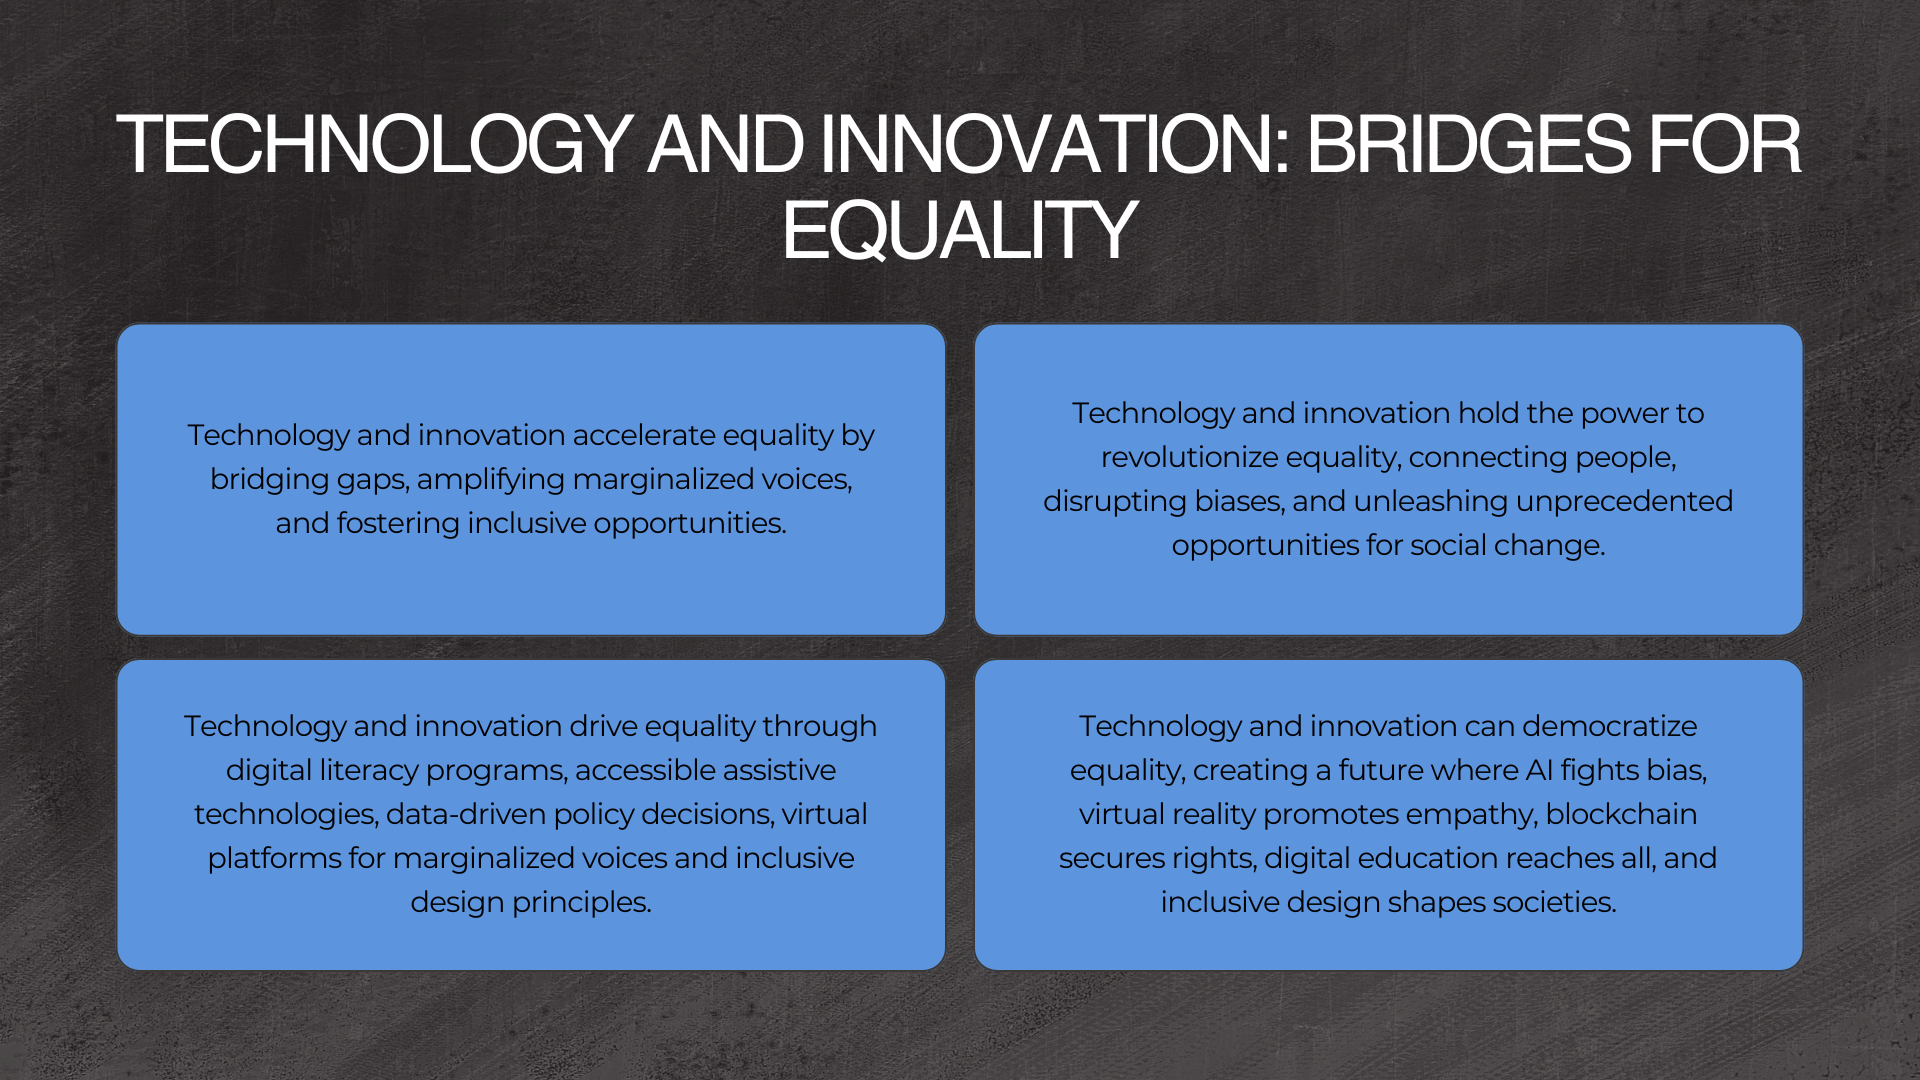 TECHNOLOGY AND INNOVATION: BRIDGES FOR
EQUALITY
Technology and innovation accelerate equality by
bridging gaps, amplifying marginalized voices,
and fostering inclusive opportunities.
Technology and innovation hold the power to
revolutionize equality, connecting people,
disrupting biases, and unleashing unprecedented
opportunities for social change.
Technology and innovation drive equality through
digital literacy programs, accessible assistive
technologies, data-driven policy decisions, virtual
platforms for marginalized voices and inclusive
design principles.
Technology and innovation can democratize
equality, creating a future where AI fights bias,
virtual reality promotes empathy, blockchain
secures rights, digital education reaches all, and
inclusive design shapes societies.